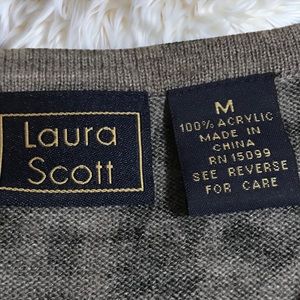 Laura
Scott
M
100% ACRYLIC
MADE IN
CHINA
RN 15099
SEE REVERSE
FOR CARE